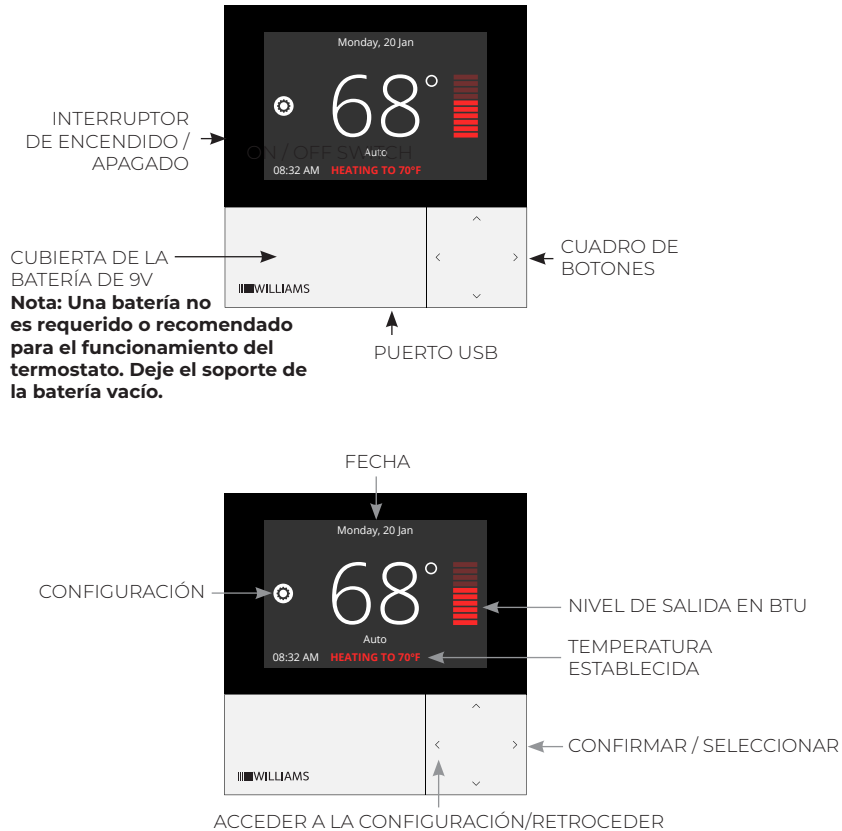 Monday, 20 Jan
68°
INTERRUPTOR
DE ENCENDIDO /
APAGADO
ON / OFF SWITCH
Auto
08:32 AM HEATING TO 70°F
CUBIERTA DE LA
BATERÍA DE 9V
Nota: Una batería no
es requerido o recomendado
para el funcionamiento del
termostato. Deje el soporte de
la batería vacío.
WILLIAMS
CUADRO DE
BOTONES
PUERTO USB
FECHA
Monday, 20 Jan
68°
CONFIGURACIÓN
NIVEL DE SALIDA EN BTU
Auto
08:32 AM HEATING TO 70°F
TEMPERATURA
ESTABLECIDA
CONFIRMAR / SELECCIONAR
WILLIAMS
ACCEDER A LA CONFIGURACIÓN/RETROCEDER